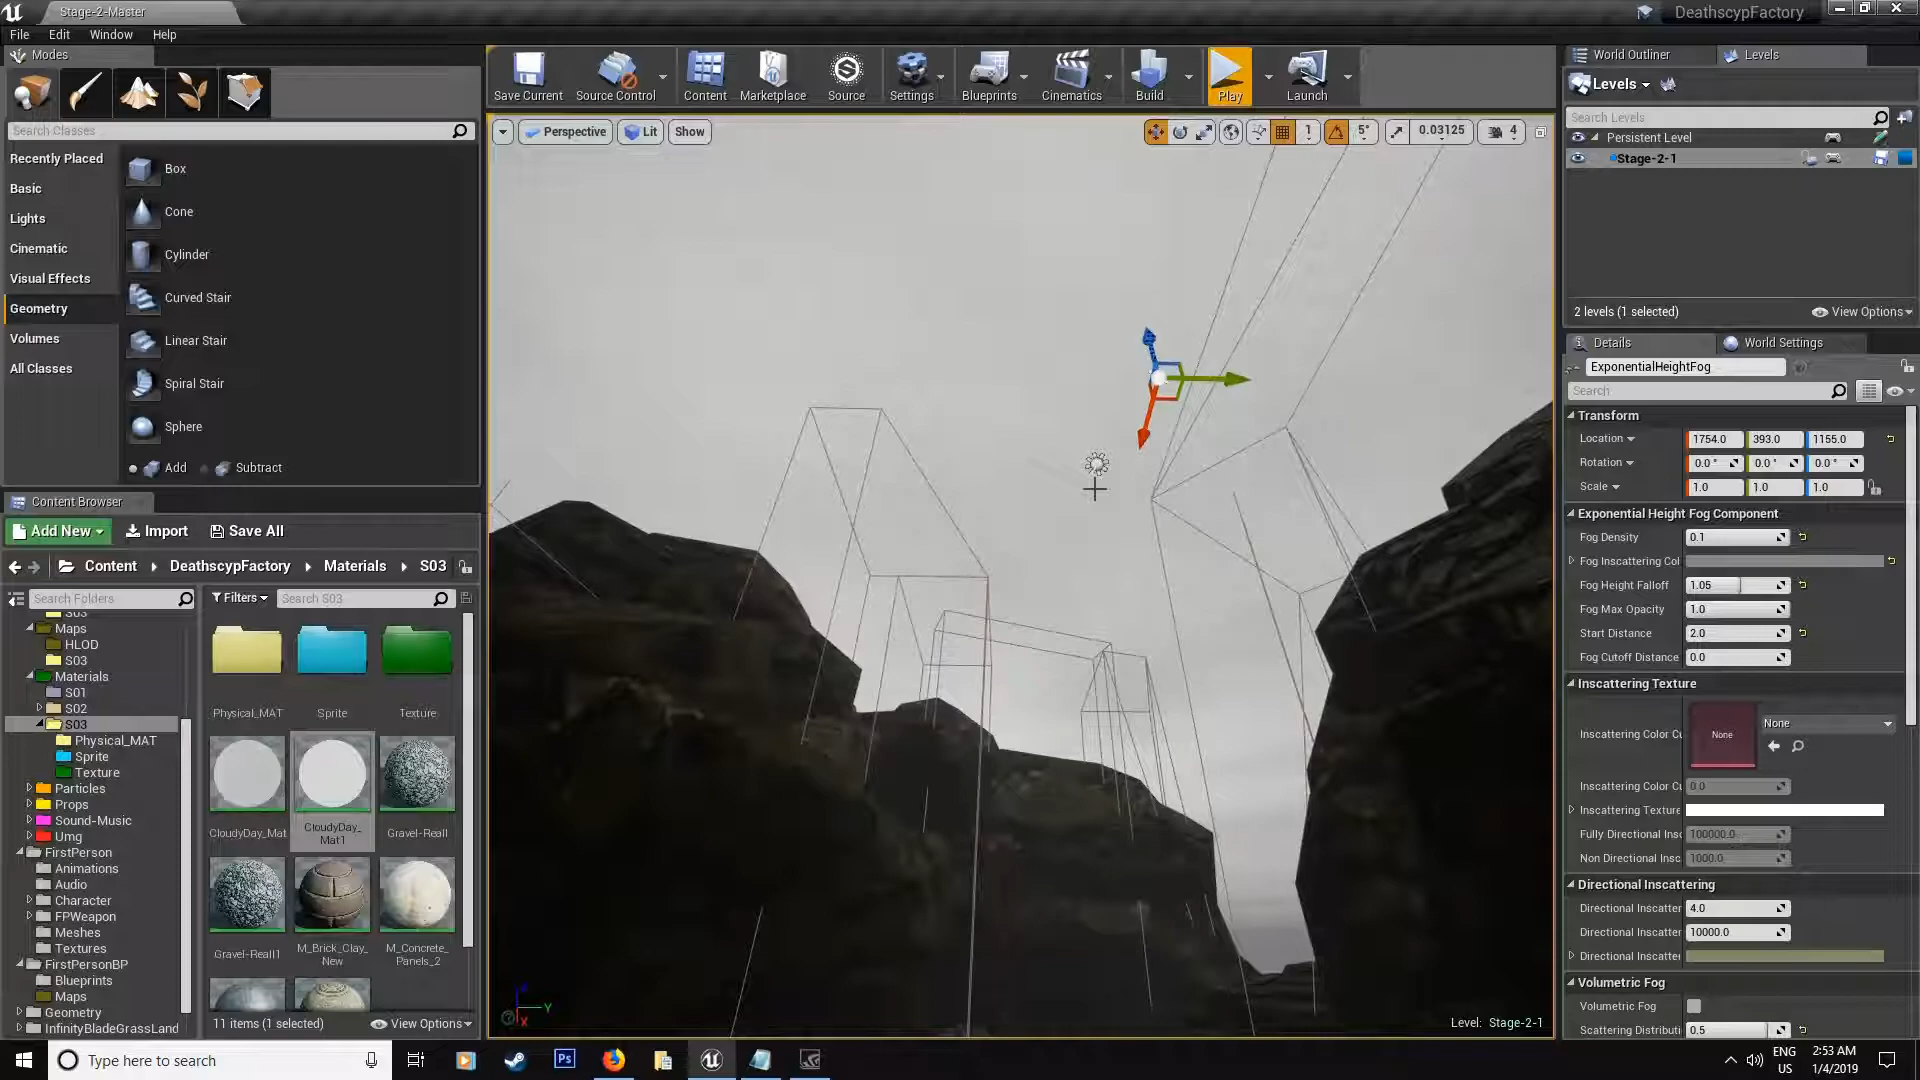 Stage-2-Master
DeathscypFactory
File Edit Window Help
Modes
Search Classes
Recently Placed
Basic
Lights
Cinematic
Visual Effects
Geometry
Volumes
All Classes
Box
Cone
Cylinder
Curved Stair
Linear Stair
Spiral Stair
Sphere
Add Subtract
Save Current Source Control Content Marketplace Source Settings Blueprints Cinematics Build Play Launch
Perspective Lit Show
1 5° 0.03125 4
Level: Stage-2-1
Z Y X
Content Browser
Add New Import Save All
Content DeathscypFactory Materials S03
Search Folders
Filters Search S03
S03
Maps
HLOD
S03
Materials
S01
S02
S03
Physical_MAT
Sprite
Texture
Particles
Props
Sound-Music
Umg
FirstPerson
Animations
Audio
Character
FPWeapon
Meshes
Textures
FirstPersonBP
Blueprints
Maps
Geometry
InfinityBladeGrassLand
Physical_MAT Sprite Texture
CloudyDay_Mat CloudyDay_ Gravel-Reall
Mat1
Gravel-Reall1 M_Brick_Clay_ M_Concrete_
New Panels_2
11 items (1 selected) View Options
World Outliner Levels
Levels
Search Levels
Persistent Level
Stage-2-1
2 levels (1 selected) View Options
Details World Settings
ExponentialHeightFog
Search
Transform
Location 1754.0 393.0 1155.0
Rotation 0.0 ° 0.0 ° 0.0 °
Scale 1.0 1.0 1.0
Exponential Height Fog Component
Fog Density 0.1
Fog Inscattering Col
Fog Height Falloff 1.05
Fog Max Opacity 1.0
Start Distance 2.0
Fog Cutoff Distance 0.0
Inscattering Texture
Inscattering Color Cu None None
Inscattering Color Cu 0.0
Inscattering Texture
Fully Directional Insc 100000.0
Non Directional Insc 1000.0
Directional Inscattering
Directional Inscatter 4.0
Directional Inscatter 10000.0
Directional Inscatte
Volumetric Fog
Volumetric Fog
Scattering Distributi 0.5
Type here to search
Ps
ENG
US
2:53 AM
1/4/2019